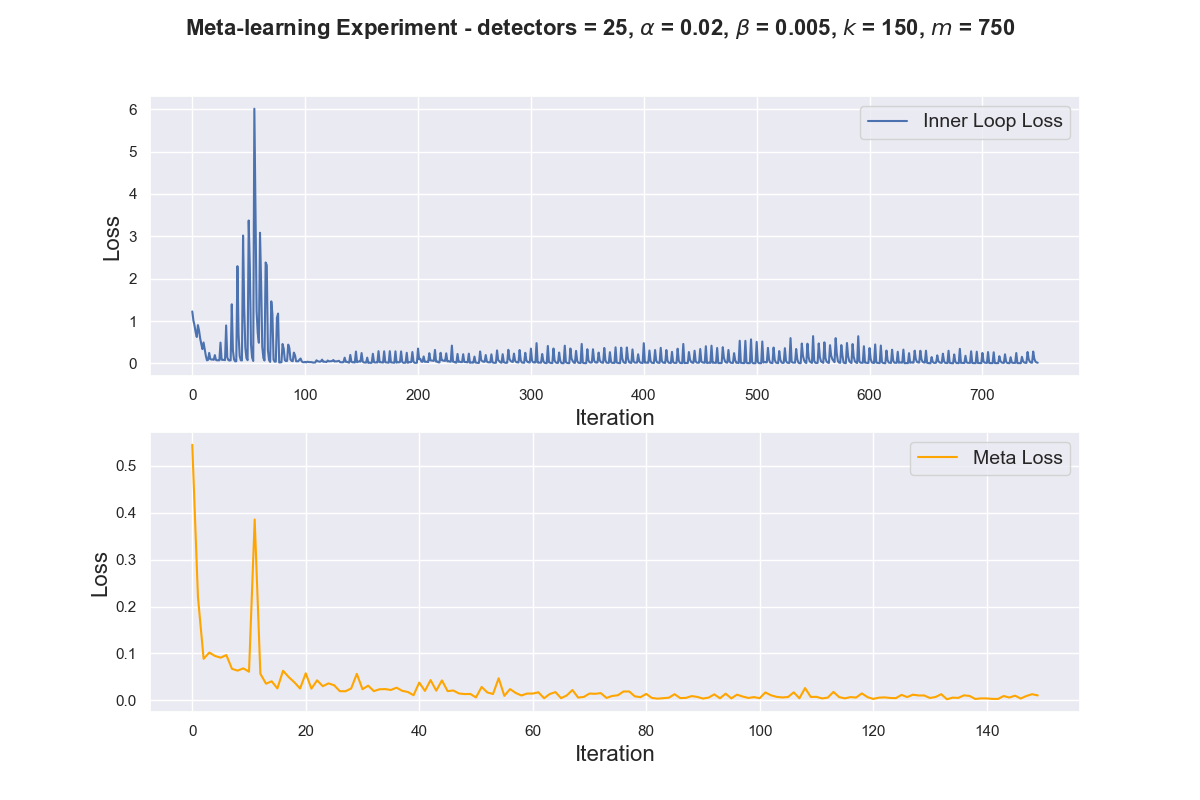 Meta-learning Experiment - detectors = 25, α = 0.02, β = 0.005, k = 150, m = 750
6
5
4
3
2
1
0
Loss
Inner Loop Loss
0 100 200 300 400 500 600 700
Iteration
0.5
0.4
0.3
0.2
0.1
0.0
Loss
Meta Loss
0 20 40 60 80 100 120 140
Iteration